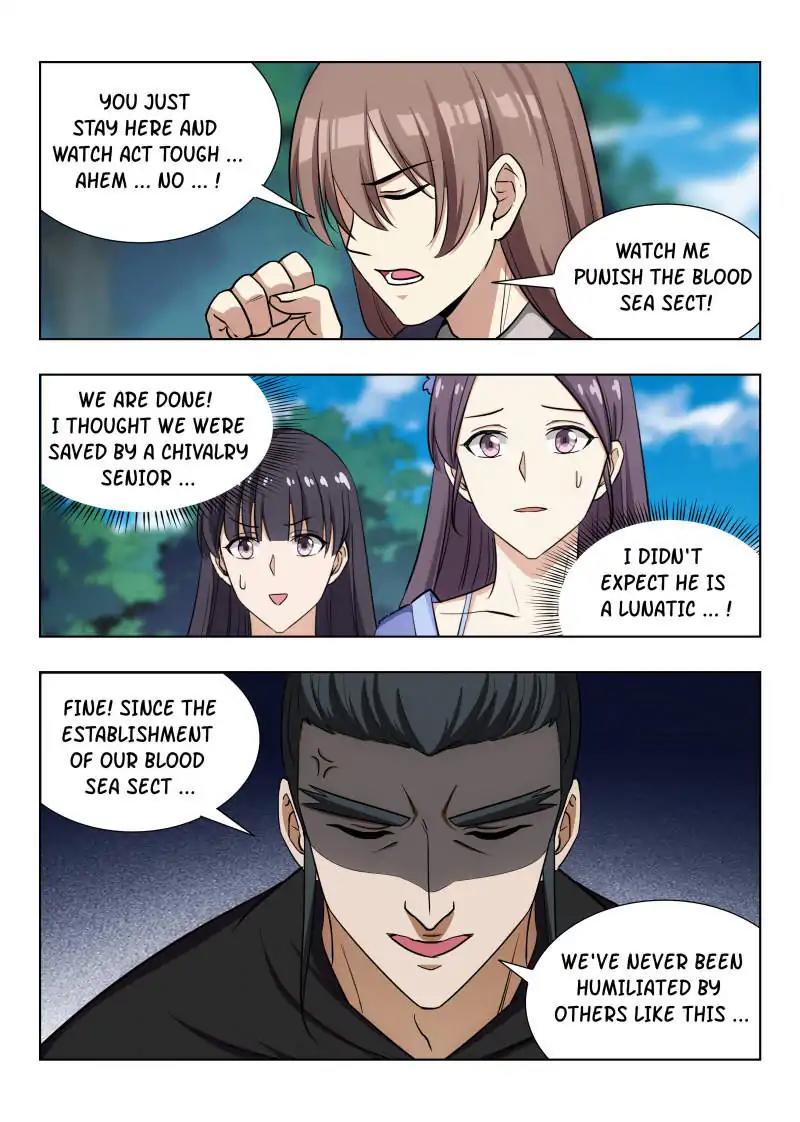 YOU JUST
STAY HERE AND
WATCH ACT TOUGH ...
AHEM ... NO ... !
WATCH ME
PUNISH THE BLOOD
SEA SECT!
WE ARE DONE!
I THOUGHT WE WERE
SAVED BY A CHIVALRY
SENIOR ...
I DIDN'T
EXPECT HE IS
A LUNATIC ... !
FINE! SINCE THE
ESTABLISHMENT
OF OUR BLOOD
SEA SECT ...
WE'VE NEVER BEEN
HUMILIATED BY
OTHERS LIKE THIS ...